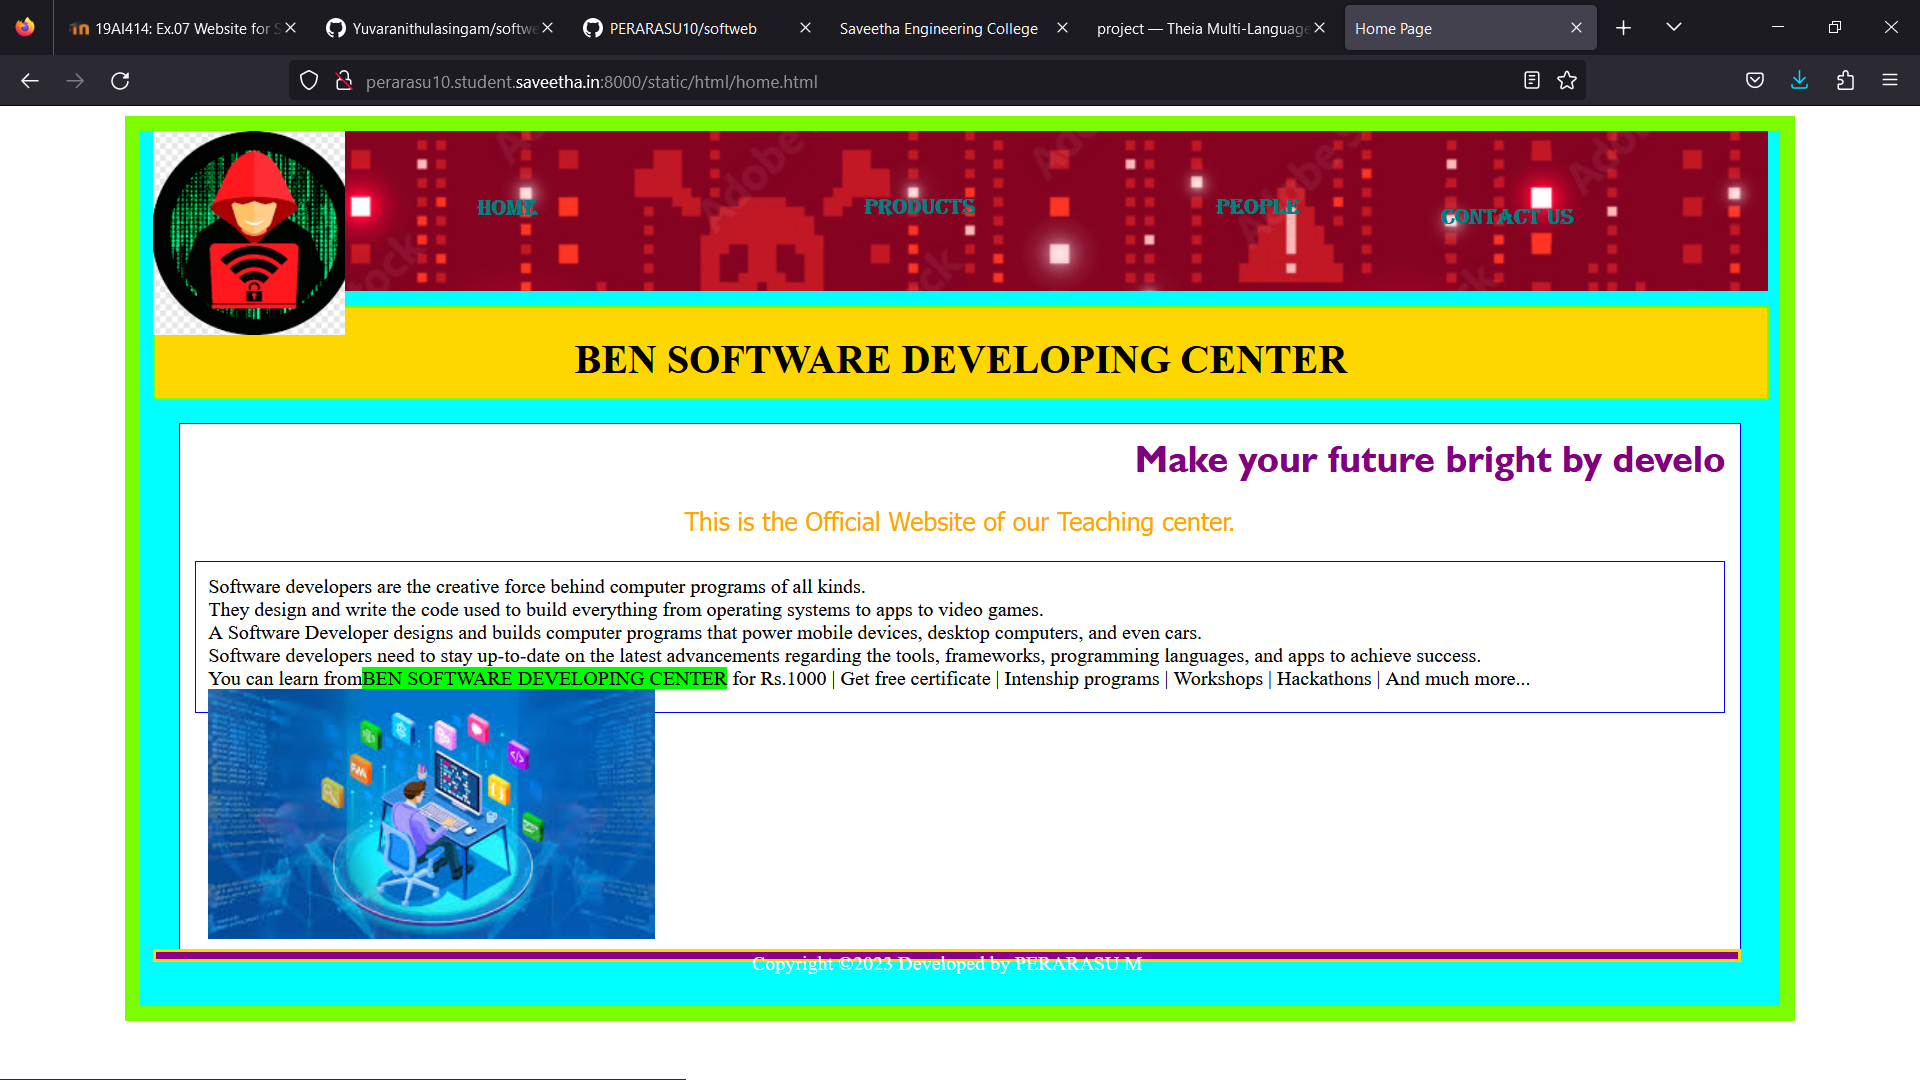 19AI414: Ex.07 Website for S
Yuvaranithulasingam/softwe
PERARASU10/softweb
Saveetha Engineering College
project — Theia Multi-Language
Home Page
perarasu10.student.saveetha.in:8000/static/html/home.html
HOME
PRODUCTS
PEOPLE
CONTACT US
BEN SOFTWARE DEVELOPING CENTER
Make your future bright by develo
This is the Official Website of our Teaching center.
Software developers are the creative force behind computer programs of all kinds.
They design and write the code used to build everything from operating systems to apps to video games.
A Software Developer designs and builds computer programs that power mobile devices, desktop computers, and even cars.
Software developers need to stay up-to-date on the latest advancements regarding the tools, frameworks, programming languages, and apps to achieve success.
You can learn fromBEN SOFTWARE DEVELOPING CENTER for Rs.1000 | Get free certificate | Intenship programs | Workshops | Hackathons | And much more...
Copyright ©2023 Developed by PERARASU M